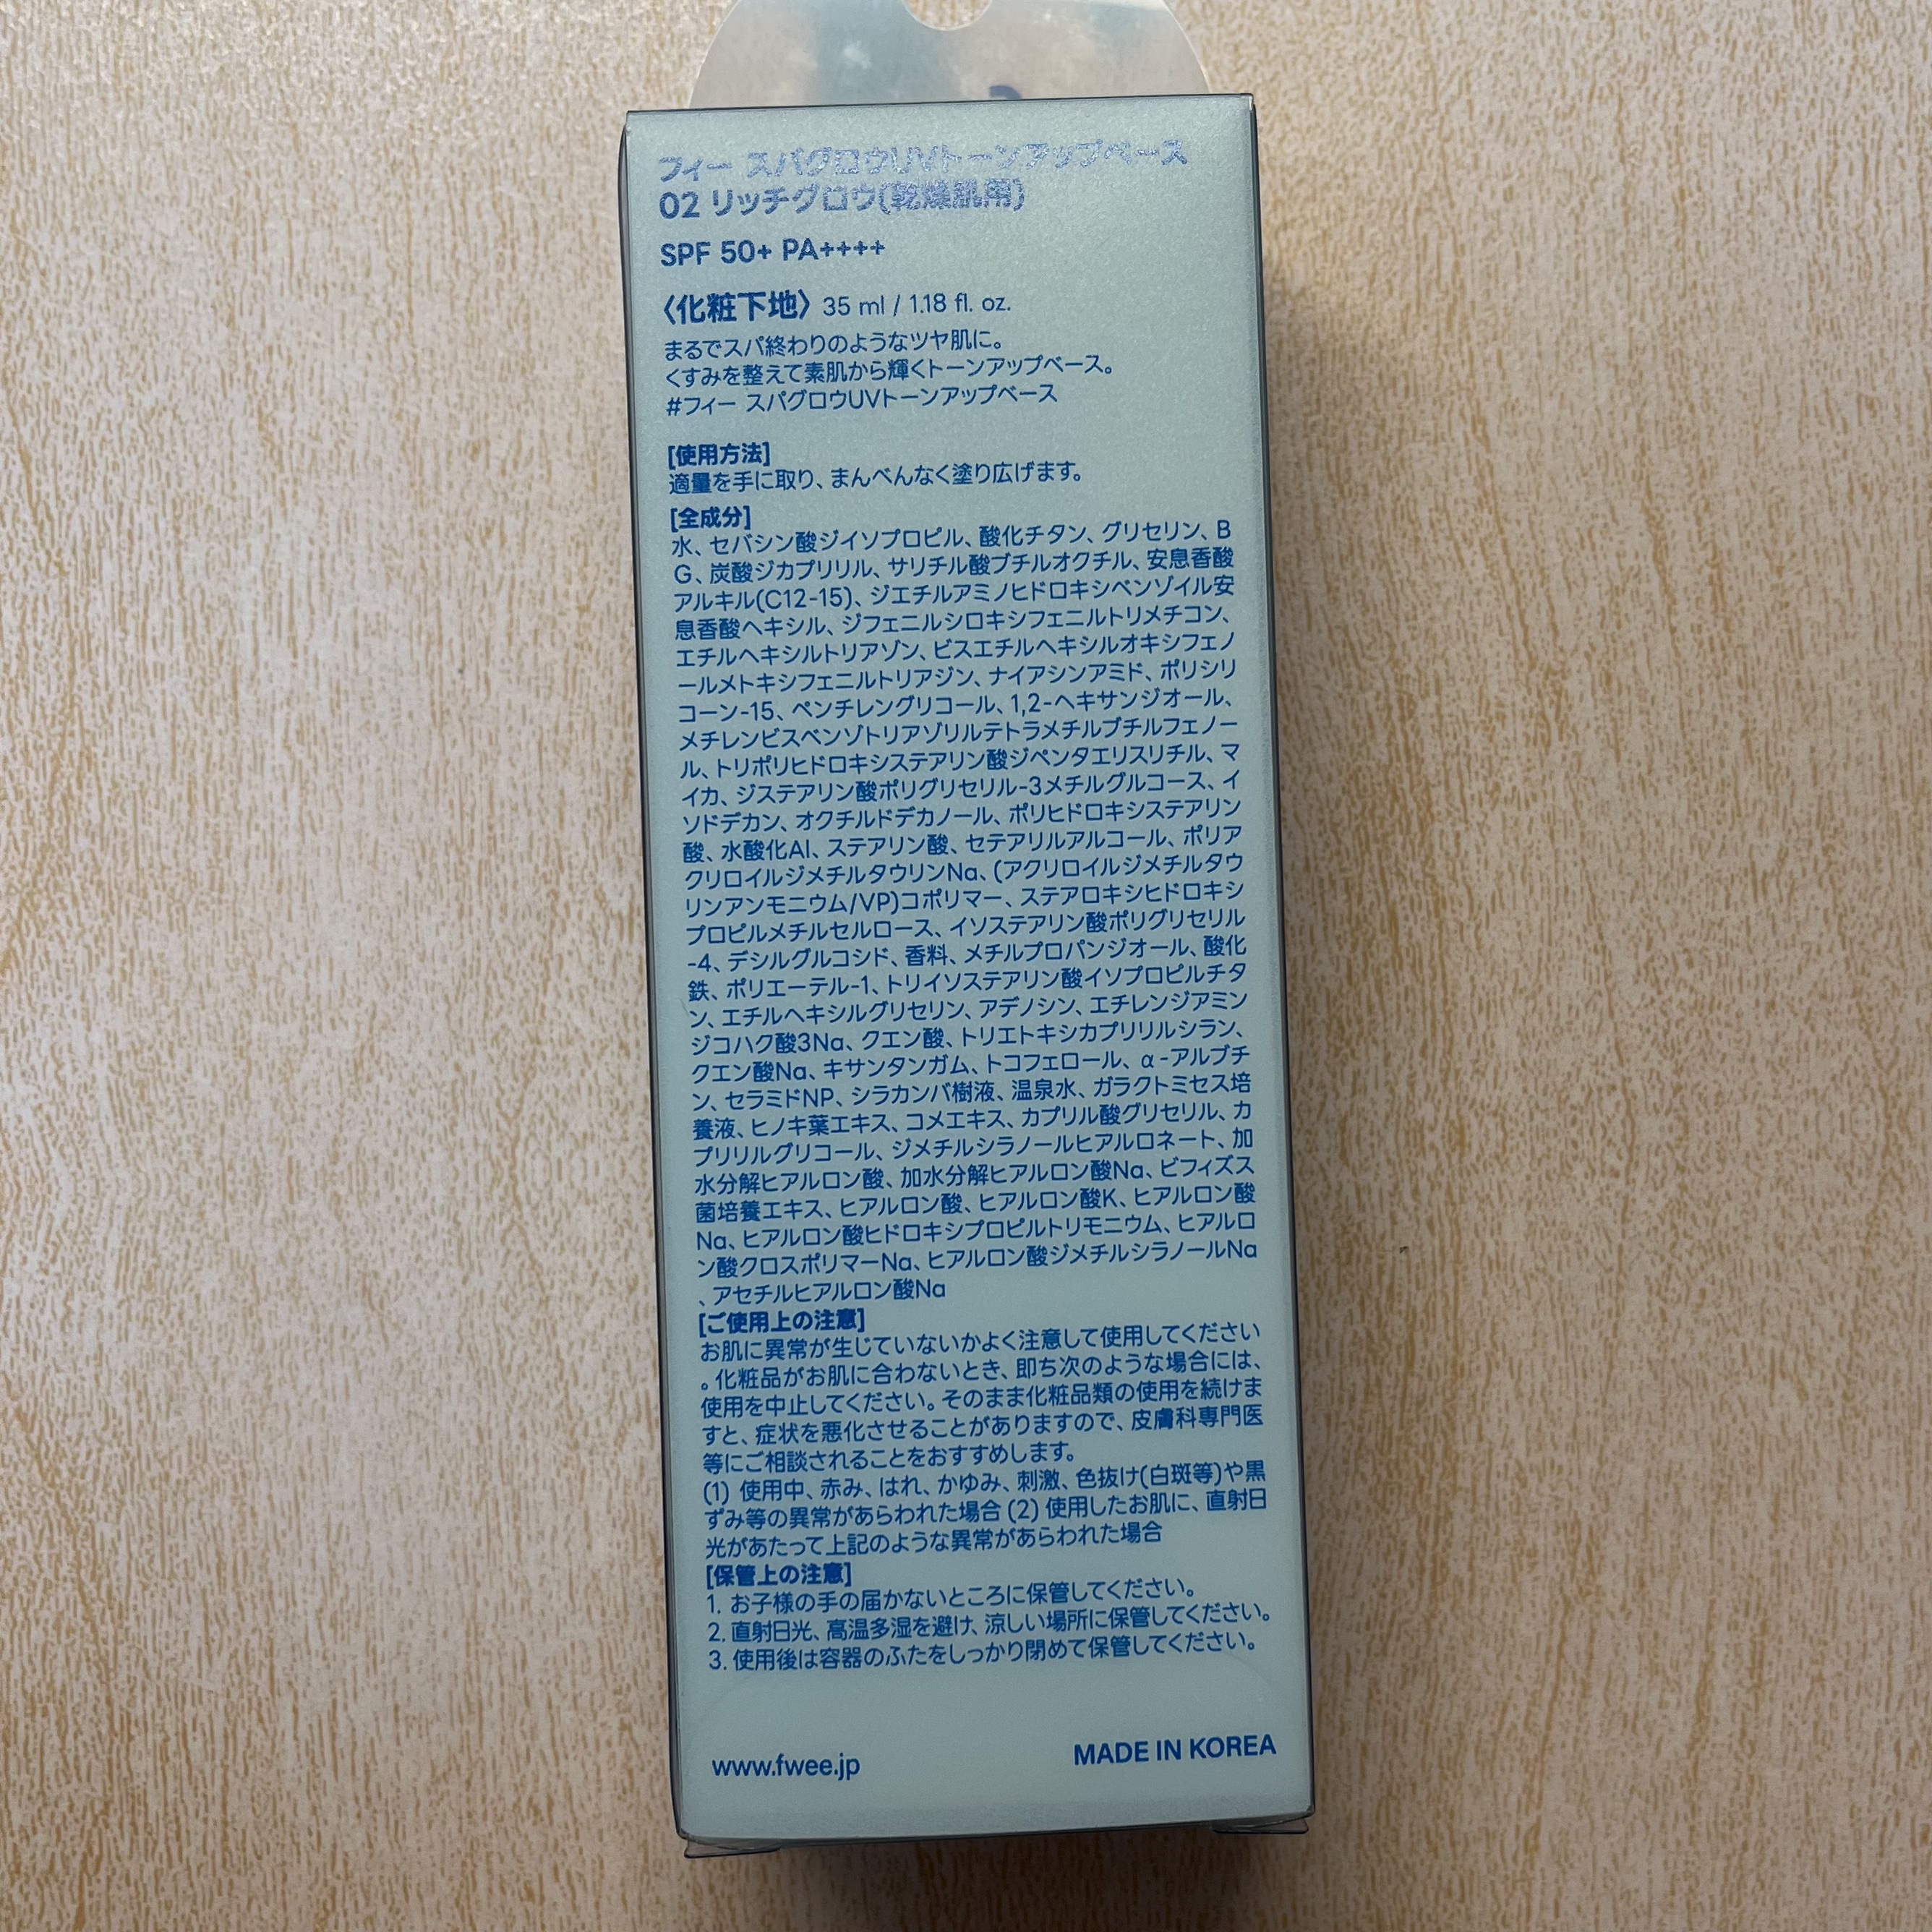 フィー スパグロウUVトーンアップベース
02 リッチグロウ(乾燥肌用)
SPF 50+ PA++++
〈化粧下地〉 35 ml / 1.18 fl. oz.
まるでスパ終わりのようなツヤ肌に。
くすみを整えて素肌から輝くトーンアップベース。
#フィー スパグロウUVトーンアップベース
[使用方法]
適量を手に取り、まんべんなく塗り広げます。
[全成分]
水、セバシン酸ジイソプロピル、酸化チタン、グリセリン、B
G、炭酸ジカプリリル、サリチル酸ブチルオクチル、安息香酸
アルキル(C12-15)、ジエチルアミノヒドロキシベンゾイル安
息香酸ヘキシル、ジフェニルシロキシフェニルトリメチコン、
エチルヘキシルトリアゾン、ビスエチルヘキシルオキシフェノ
ールメトキシフェニルトリアジン、ナイアシンアミド、ポリシリ
コーン-15、ペンチレングリコール、1,2-ヘキサンジオール、
メチレンビスベンゾトリアゾリルテトラメチルブチルフェノー
ル、トリポリヒドロキシステアリン酸ジペンタエリスリチル、マ
イカ、ジステアリン酸ポリグリセリル-3メチルグルコース、イ
ソドデカン、オクチルドデカノール、ポリヒドロキシステアリン
酸、水酸化Al、ステアリン酸、セテアリルアルコール、ポリア
クリロイルジメチルタウリンNa、(アクリロイルジメチルタウ
リンアンモニウム/VP)コポリマー、ステアロキシヒドロキシ
プロピルメチルセルロース、イソステアリン酸ポリグリセリル
-4、デシルグルコシド、香料、メチルプロパンジオール、酸化
鉄、ポリエーテル-1、トリイソステアリン酸イソプロピルチタ
ン、エチルヘキシルグリセリン、アデノシン、エチレンジアミン
ジコハク酸3Na、クエン酸、トリエトキシカプリリルシラン、
クエン酸Na、キサンタンガム、トコフェロール、α-アルブチ
ン、セラミドNP、シラカンバ樹液、温泉水、ガラクトミセス培
養液、ヒノキ葉エキス、コメエキス、カプリル酸グリセリル、カ
プリリルグリコール、ジメチルシラノールヒアルロネート、加
水分解ヒアルロン酸、加水分解ヒアルロン酸Na、ビフィズス
菌培養エキス、ヒアルロン酸、ヒアルロン酸K、ヒアルロン酸
Na、ヒアルロン酸ヒドロキシプロピルトリモニウム、ヒアルロ
ン酸クロスポリマーNa、ヒアルロン酸ジメチルシラノールNa
、アセチルヒアルロン酸Na
[ご使用上の注意]
お肌に異常が生じていないかよく注意して使用してください
。化粧品がお肌に合わないとき、即ち次のような場合には、
使用を中止してください。そのまま化粧品類の使用を続けま
すと、症状を悪化させることがありますので、皮膚科専門医
等にご相談されることをおすすめします。
(1) 使用中、赤み、はれ、かゆみ、刺激、色抜け(白斑等)や黒
ずみ等の異常があらわれた場合 (2) 使用したお肌に、直射日
光があたって上記のような異常があらわれた場合
[保管上の注意]
1. お子様の手の届かないところに保管してください。
2. 直射日光、高温多湿を避け、涼しい場所に保管してください。
3. 使用後は容器のふたをしっかり閉めて保管してください。
www.fwee.jp
MADE IN KOREA